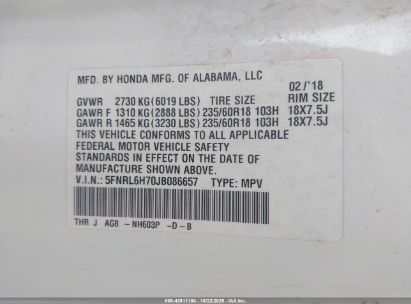 MFD. BY HONDA MFG. OF ALABAMA, LLC
02/'18
GVWR 2730 KG(6019 LBS) TIRE SIZE RIM SIZE
GAWR F 1310 KG(2888 LBS) 235/60R18 103H 18X7.5J
GAWR R 1465 KG(3230 LBS) 235/60R18 103H 18X7.5J
THIS VEHICLE CONFORMS TO ALL APPLICABLE
FEDERAL MOTOR VEHICLE SAFETY
STANDARDS IN EFFECT ON THE DATE OF
MANUFACTURE SHOWN ABOVE.
V.I.N.: 5FNRL6H70JB086657 TYPE: MPV
THR J AG8 - NH603P -D-B